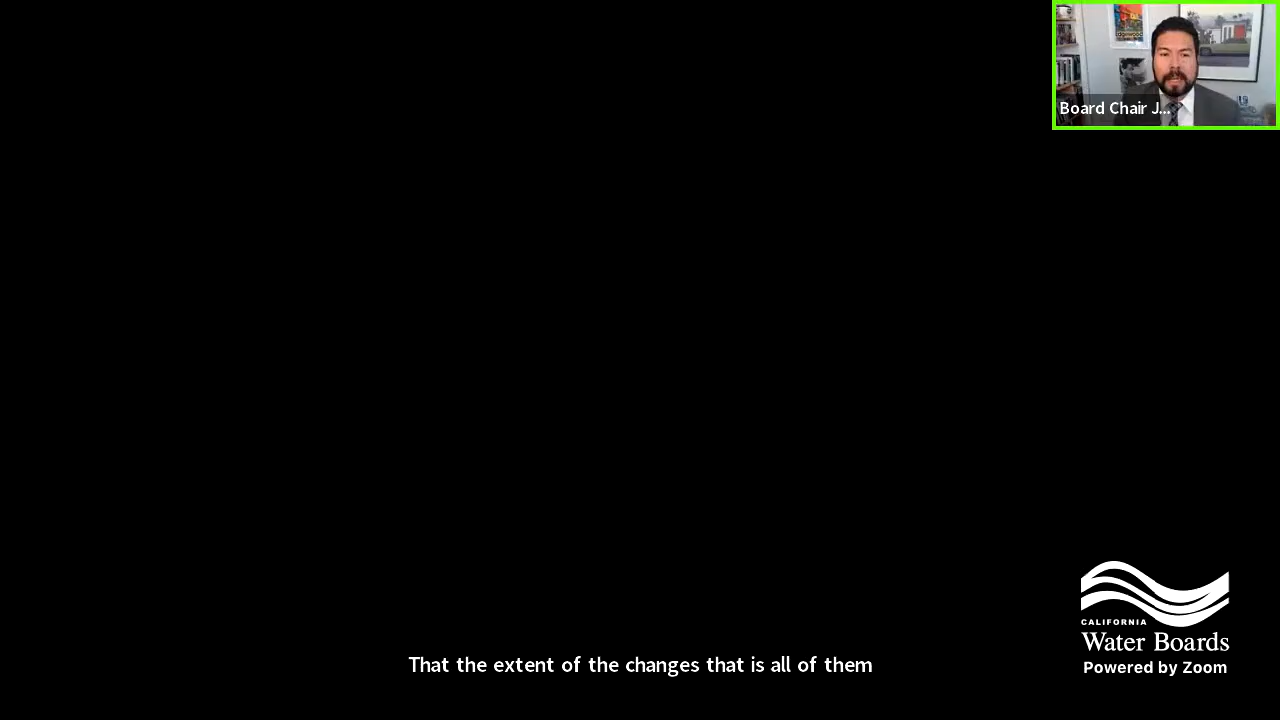 Board Chair J...
CALIFORNIA
Water Boards
Powered by Zoom
That the extent of the changes that is all of them